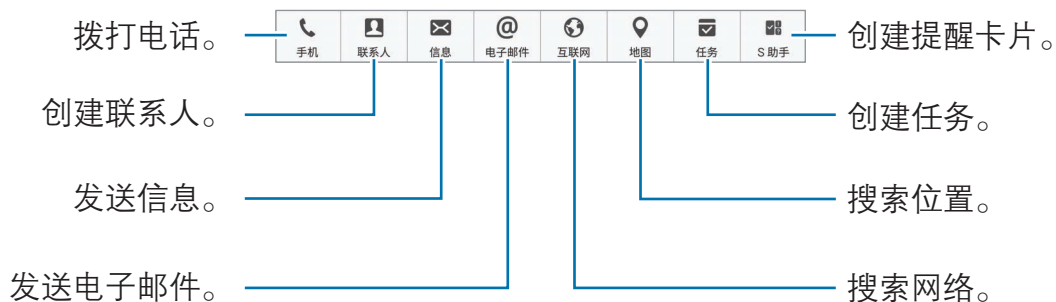 拨打电话。
手机
联系人
信息
电子邮件
互联网
地图
任务
S 助手
创建提醒卡片。
创建联系人。
创建任务。
发送信息。
搜索位置。
发送电子邮件。
搜索网络。